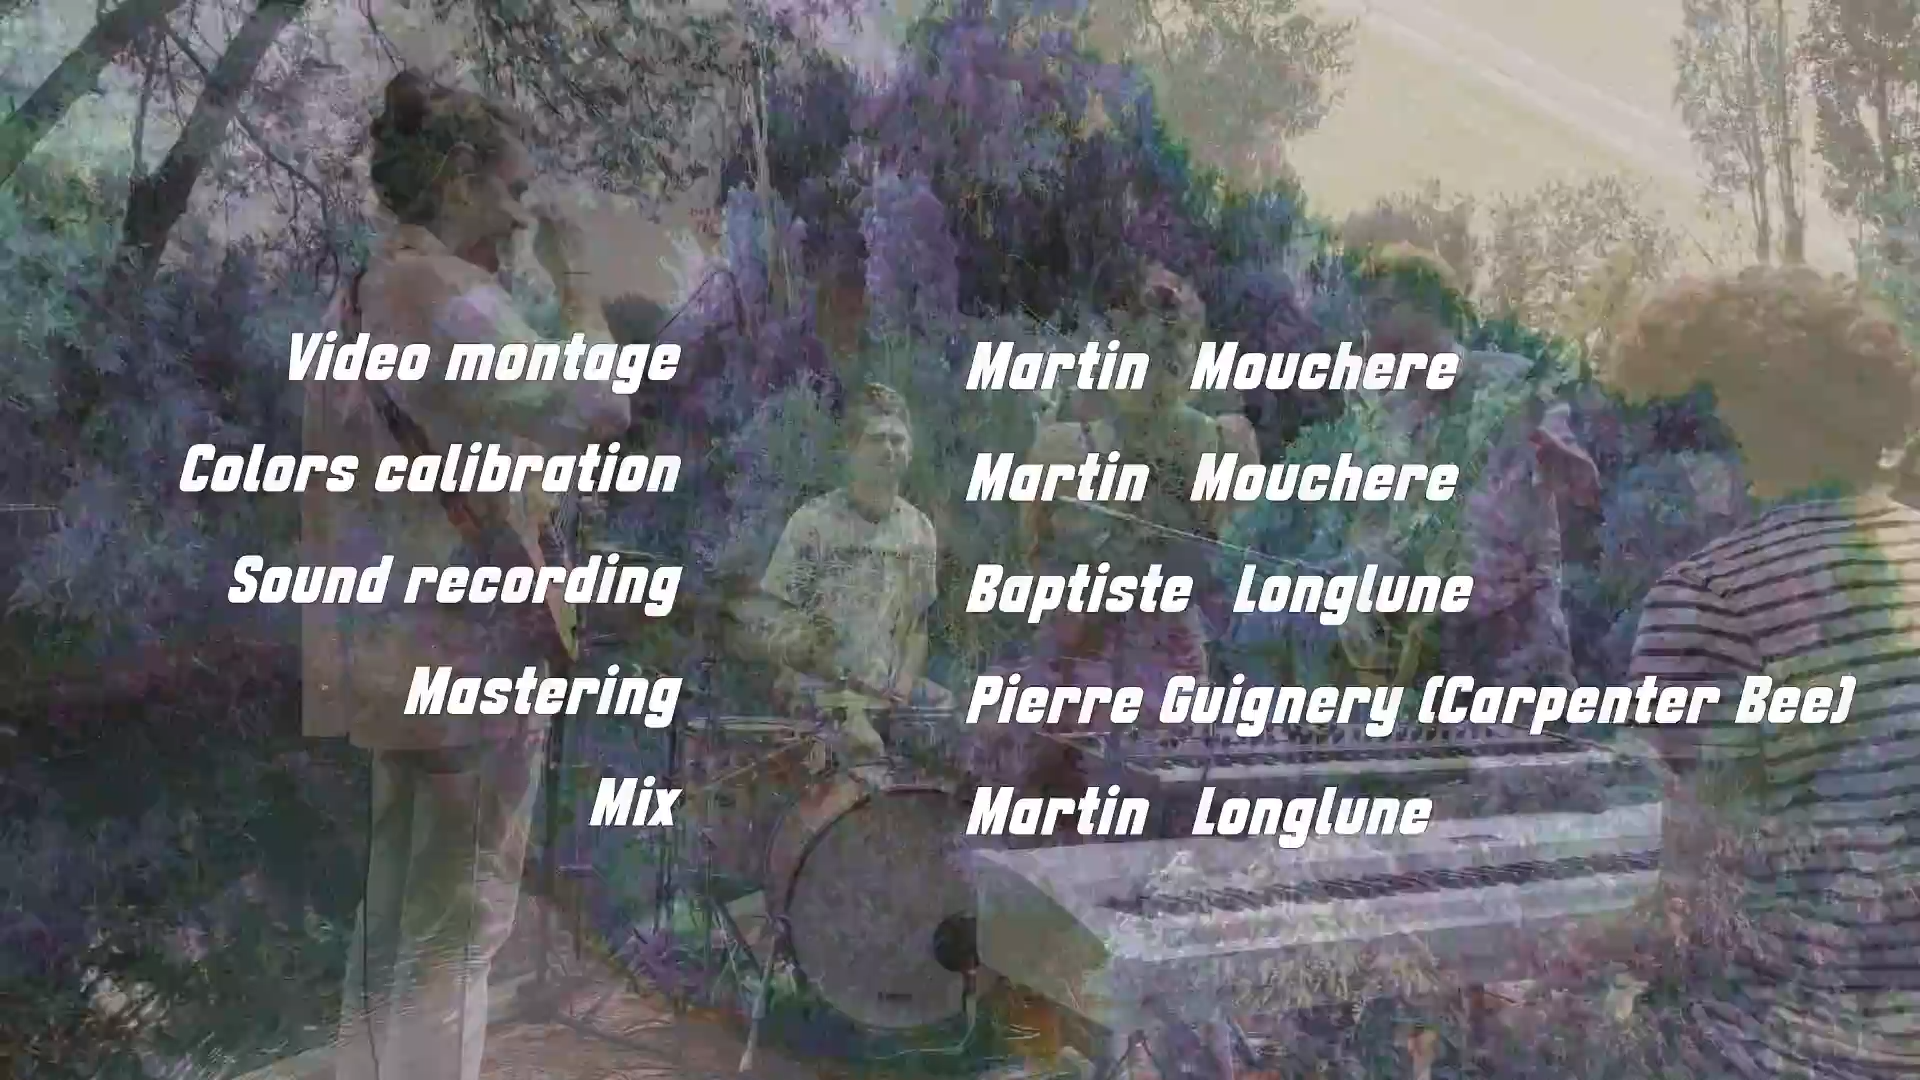 Video montage Martin Mouchere
Colors calibration Martin Mouchere
Sound recording Baptiste Longlune
Mastering Pierre Guignery (Carpenter Bee)
Mix Martin Longlune